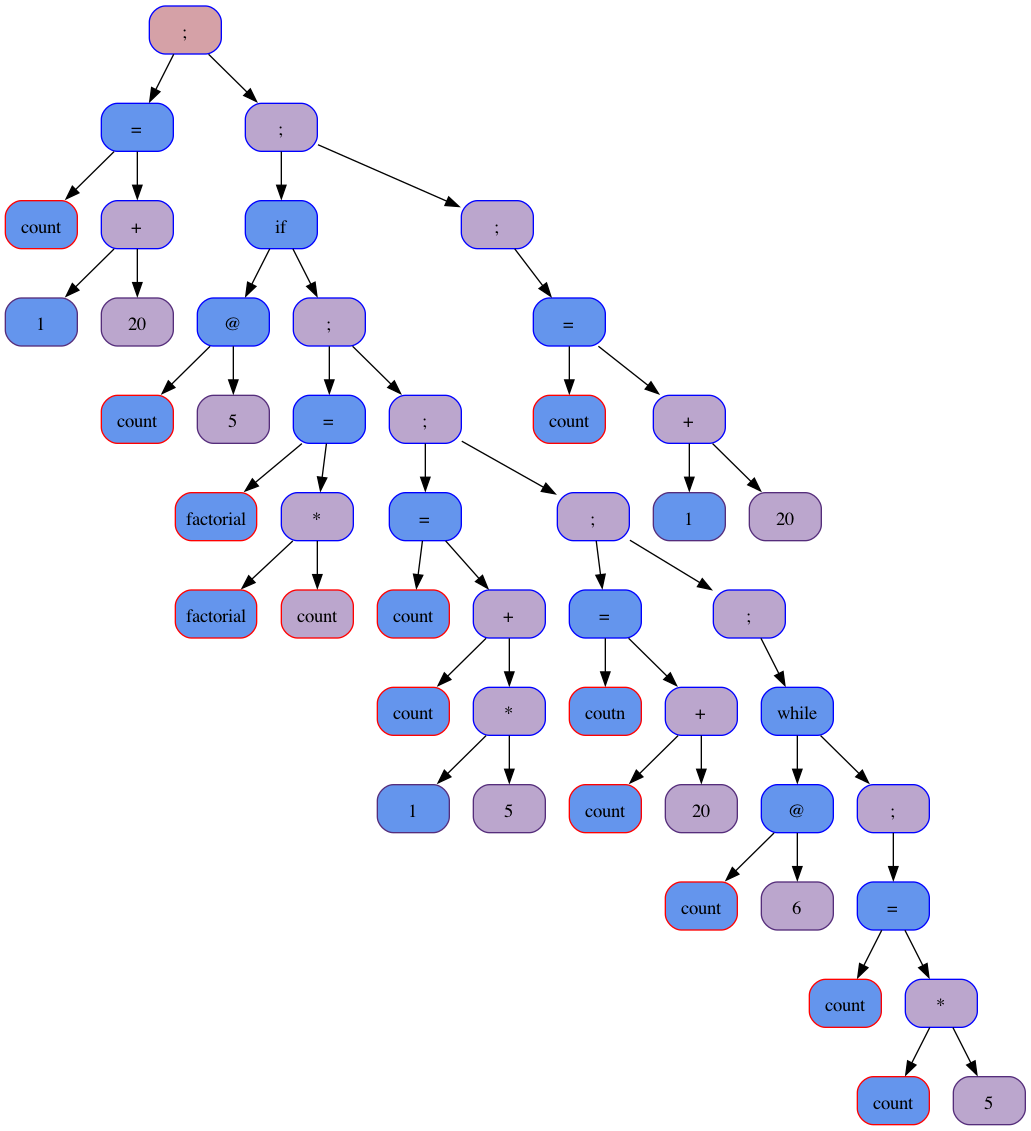 ;
= ;
count + if ;
1 20 @ ; =
count 5 = ; count +
factorial * = ; 1 20
factorial count count + = ;
count * coutn + while
1 5 count 20 @ ;
count 6 =
count *
count 5